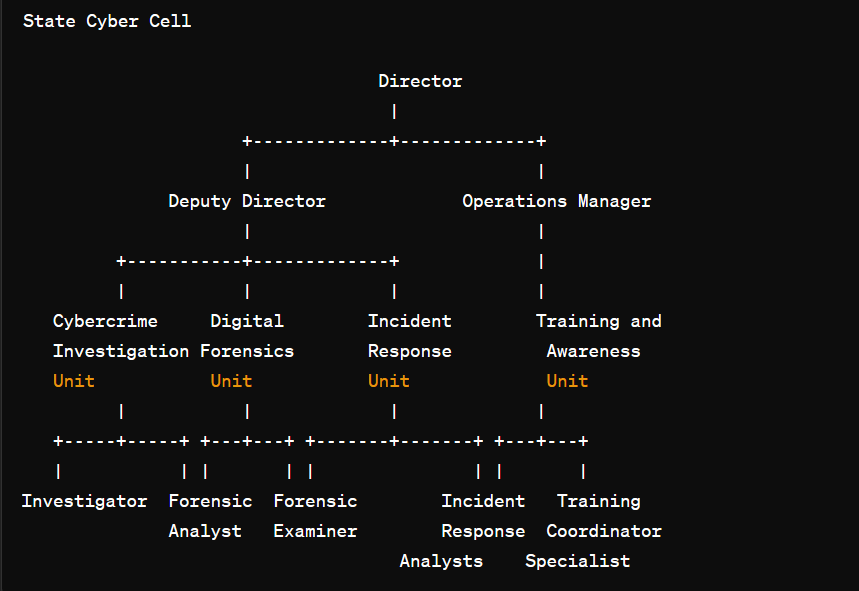 State Cyber Cell
Director
|
+-------------+-------------+
| |
Deputy Director Operations Manager
| |
+-----------+-------------+ |
| | | |
Cybercrime Digital Incident Training and
Investigation Forensics Response Awareness
Unit Unit Unit Unit
| | | |
+-----+-----+ +---+---+ +-------+-------+ +---+---+
| | | | | | | |
Investigator Forensic Forensic Incident Training
Analyst Examiner Response Coordinator
Analysts Specialist